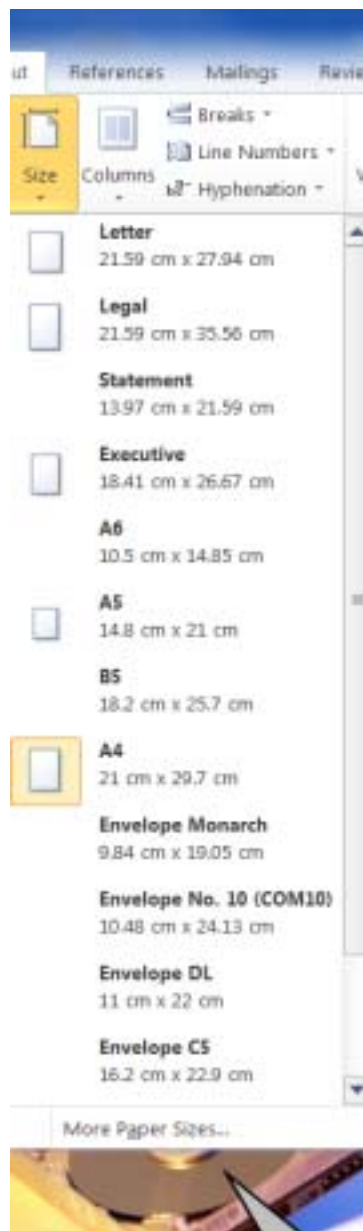 ut References Mailings Revie
Breaks
Line Numbers
Size Columns
Hyphenation
Letter
21.59 cm x 27.94 cm
Legal
21.59 cm x 35.56 cm
Statement
13.97 cm x 21.59 cm
Executive
18.41 cm x 26.67 cm
A6
10.5 cm x 14.85 cm
A5
14.8 cm x 21 cm
B5
18.2 cm x 25.7 cm
A4
21 cm x 29.7 cm
Envelope Monarch
9.84 cm x 19.05 cm
Envelope No. 10 (COM10)
10.48 cm x 24.13 cm
Envelope DL
11 cm x 22 cm
Envelope C5
16.2 cm x 22.9 cm
More Paper Sizes...